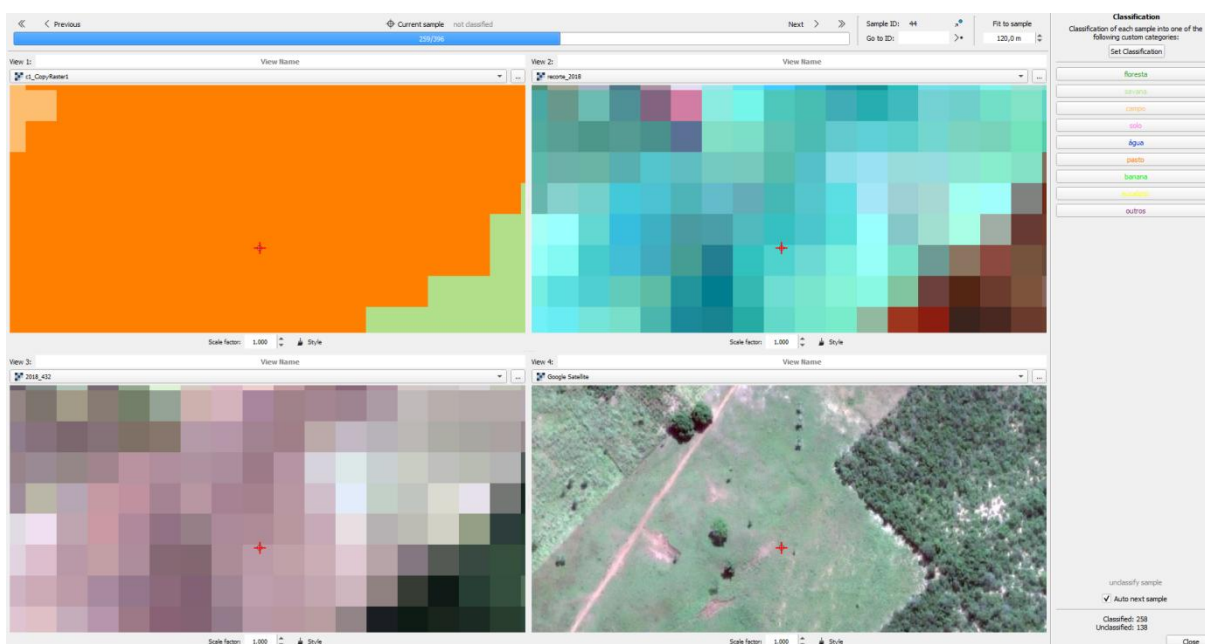 Previous
Current sample not classified
Next
Sample ID: 44
Fit to sample
259/396
Go to ID:
120,0 m
Classification
Classification of each sample into one of the following custom categories:
Set Classification
floresta
savana
campo
solo
água
pasto
banana
outros
View 1: View Name
c1_CopyRaster1
...
View 2: View Name
recorte_2018
...
Scale factor: 1.000 Style
Scale factor: 1.000 Style
View 3: View Name
2018_432
...
View 4: View Name
Google Satellite
...
Scale factor: 1.000 Style
Scale factor: 1.000 Style
unclassify sample
Auto next sample
Classified: 258
Unclassified: 138
Close